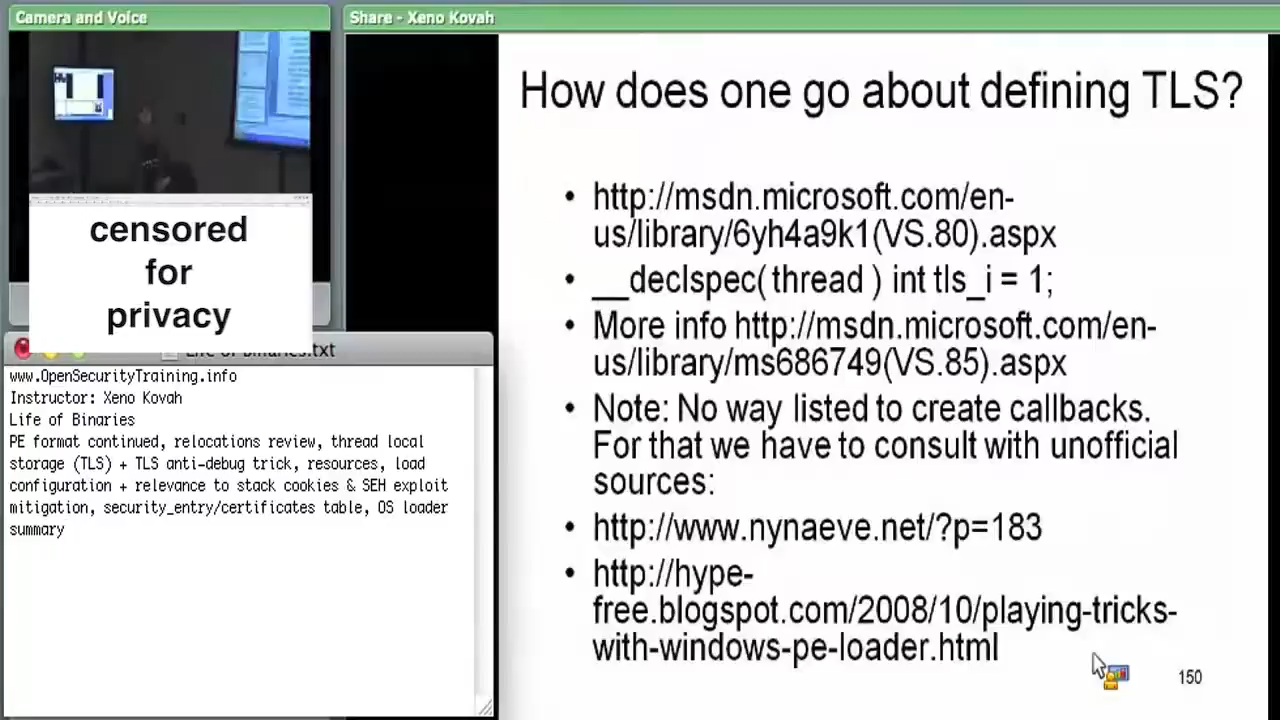 Camera and Voice
Share - Xeno Kovah
censored
for
privacy
Life of Binaries.txt
www.OpenSecurityTraining.info
Instructor: Xeno Kovah
Life of Binaries
PE format continued, relocations review, thread local
storage (TLS) + TLS anti-debug trick, resources, load
configuration + relevance to stack cookies & SEH exploit
mitigation, security_entry/certificates table, OS loader
summary
How does one go about defining TLS?
• http://msdn.microsoft.com/en-
us/library/6yh4a9k1(VS.80).aspx
• __declspec( thread ) int tls_i = 1;
• More info http://msdn.microsoft.com/en-
us/library/ms686749(VS.85).aspx
• Note: No way listed to create callbacks.
For that we have to consult with unofficial
sources:
• http://www.nynaeve.net/?p=183
• http://hype-
free.blogspot.com/2008/10/playing-tricks-
with-windows-pe-loader.html
150